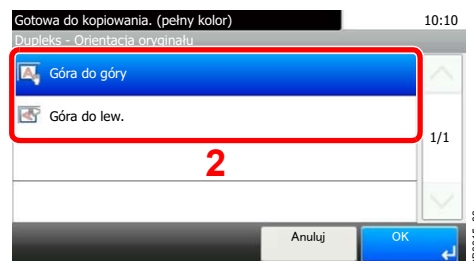 Gotowa do kopiowania. (pełny kolor) 10:10
Dupleks - Orientacja oryginału
Góra do góry
Góra do lew.
1/1
2
Anuluj OK